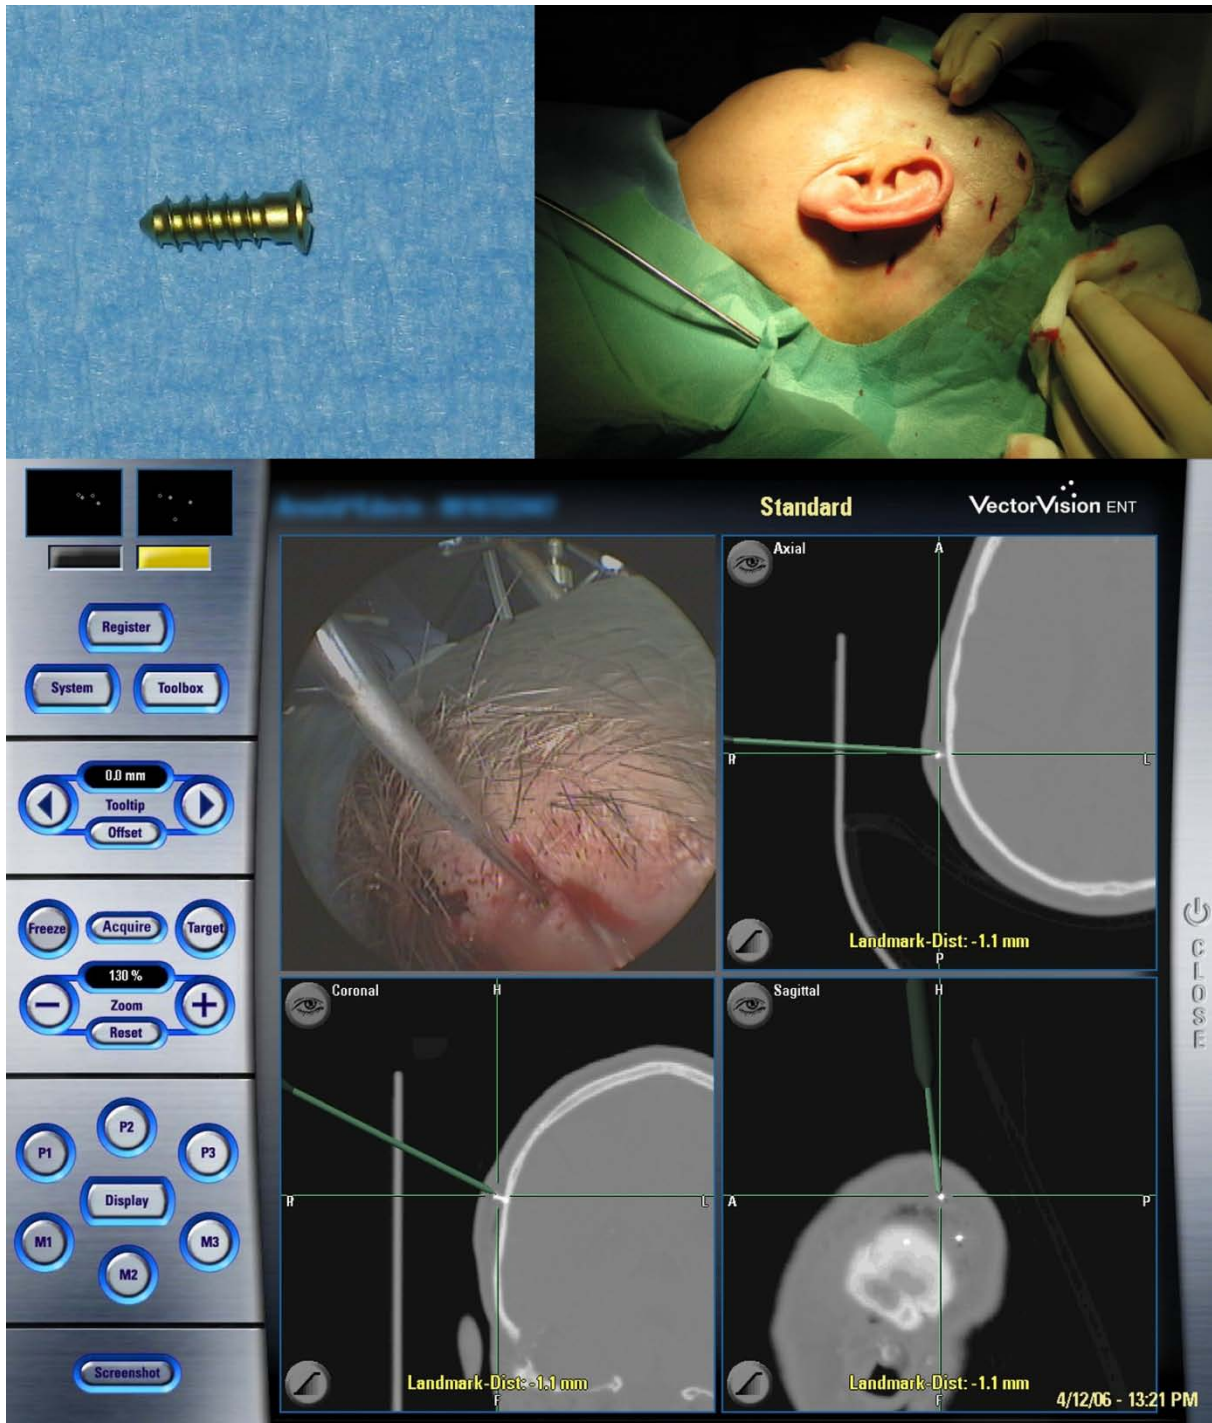 Standard
VectorVision ENT
Register
System
Toolbox
0.0 mm
Tooltip
Offset
Freeze
Acquire
Target
130 %
Zoom
Reset
P1
P2
P3
Display
M1
M2
M3
Screenshot
Axial
A
R
L
Landmark-Dist: -1.1 mm
P
Coronal
H
R
L
Landmark-Dist: -1.1 mm
F
Sagittal
H
A
P
Landmark-Dist: -1.1 mm
F
CLOSE
4/12/06 - 13:21 PM